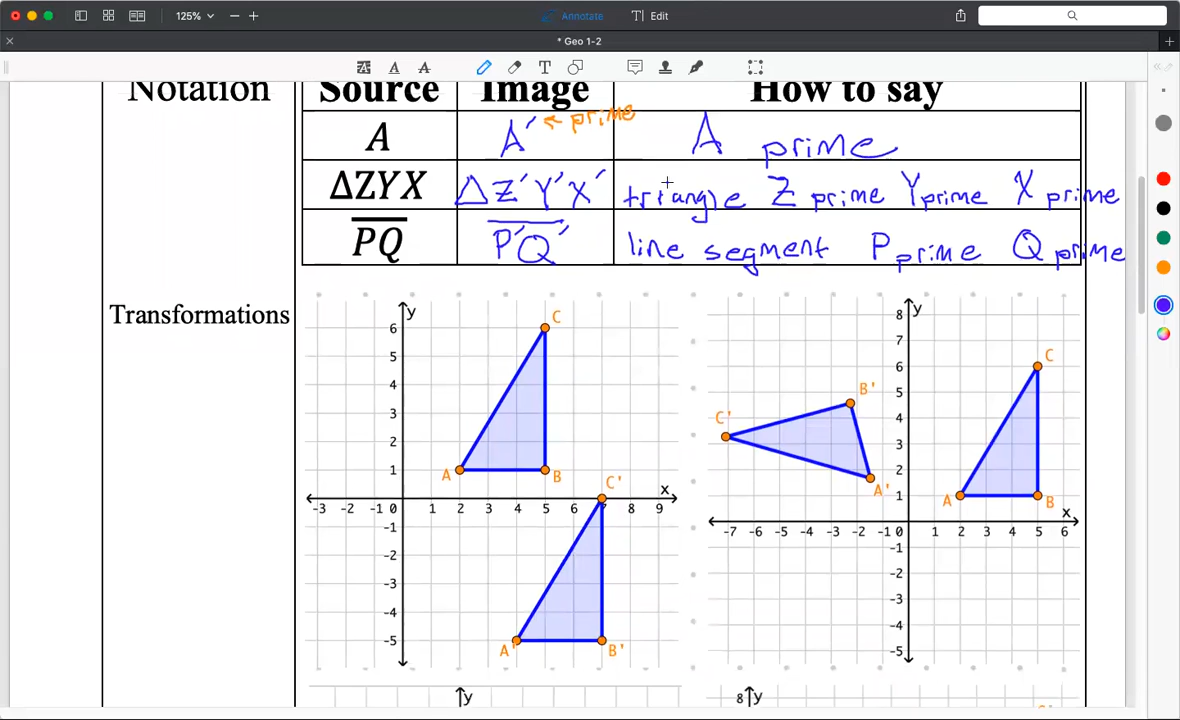 125%
Annotate
Edit
* Geo 1-2
Notation
Source
Image
How to say
A
A′
← prime
A prime
ΔZYX
△Z′Y′X′
triangle Z prime Y prime X prime
PQ
P′Q′
line segment P prime Q prime
Transformations
y
6
5
4
3
2
1
C
A
B
C'
x
-3 -2 -1 0 1 2 3 4 5 6 7 8 9
-1
-2
-3
-4
-5
A'
B'
y
8
7
6
5
4
3
2
1
C
B'
C'
A'
A
B
x
-7 -6 -5 -4 -3 -2 -1 0 1 2 3 4 5 6
-1
-2
-3
-4
-5
y
8 y